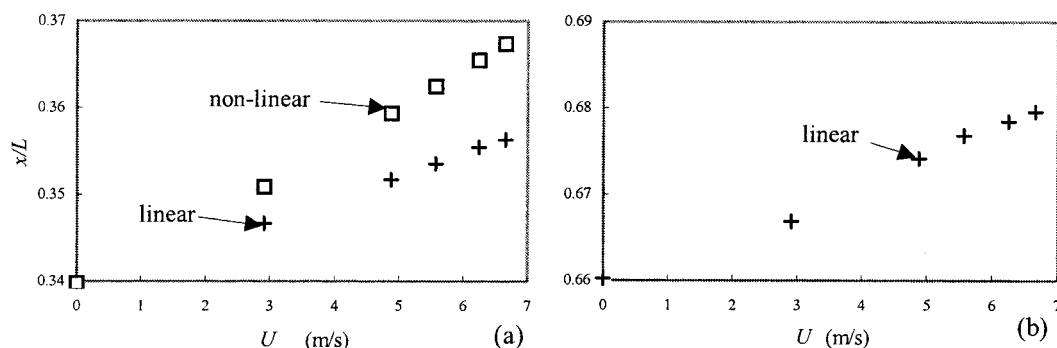 0.37
0.36
0.35
0.34
x/L
non-linear
linear
0 1 2 3 4 5 6 7
U (m/s)
(a)
0.69
0.68
0.67
0.66
linear
0 1 2 3 4 5 6 7
U (m/s)
(b)